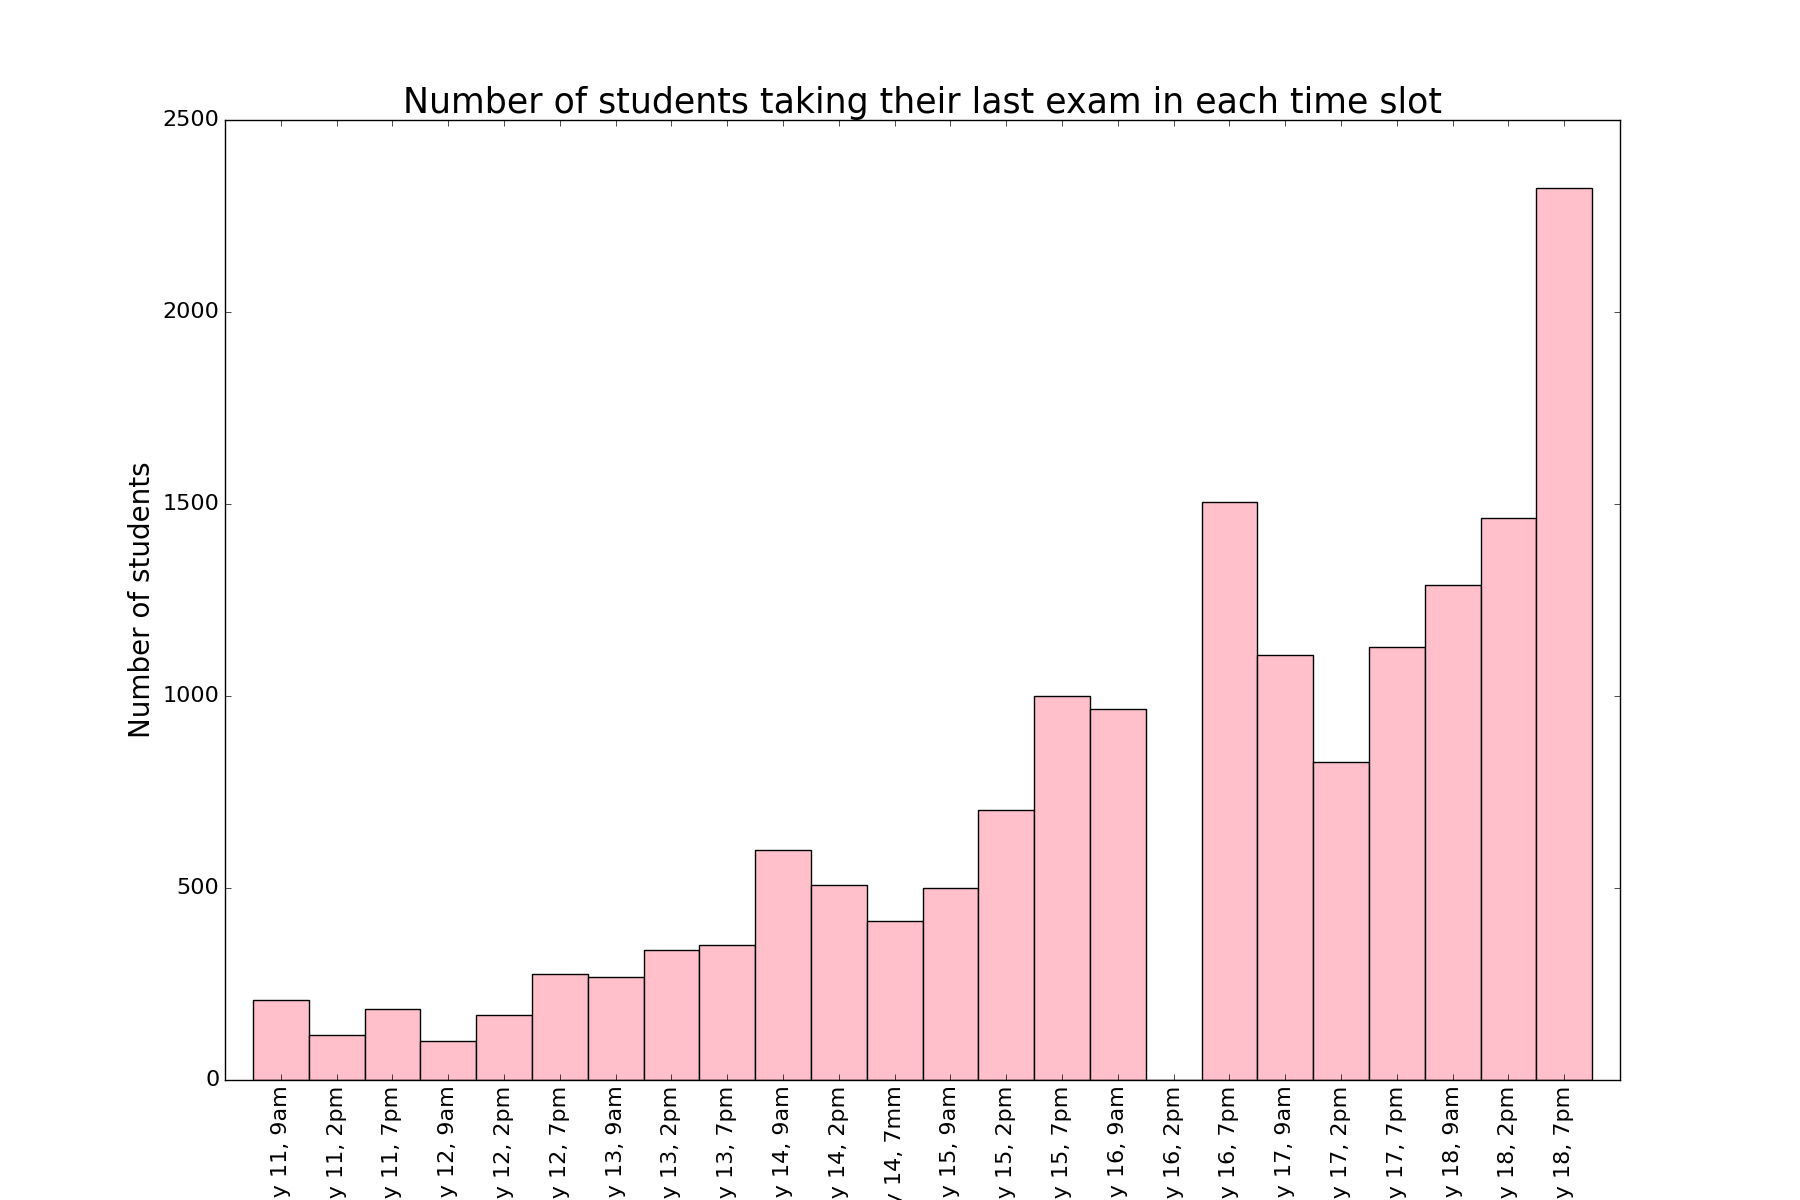 Number of students taking their last exam in each time slot
Number of students
2500
2000
1500
1000
500
0
y 11, 9am
y 11, 2pm
y 11, 7pm
y 12, 9am
y 12, 2pm
y 12, 7pm
y 13, 9am
y 13, 2pm
y 13, 7pm
y 14, 9am
y 14, 2pm
y 14, 7mm
y 15, 9am
y 15, 2pm
y 15, 7pm
y 16, 9am
y 16, 2pm
y 16, 7pm
y 17, 9am
y 17, 2pm
y 17, 7pm
y 18, 9am
y 18, 2pm
y 18, 7pm